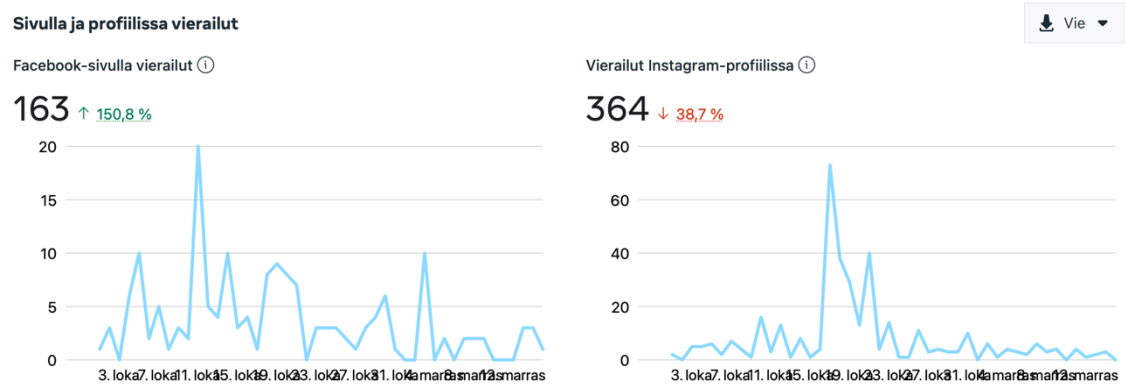 Sivulla ja profiilissa vierailut
Vie
Facebook-sivulla vierailut
163 ↑ 150,8 %
20
15
10
5
0
3. loka 7. loka 11. loka 15. loka 19. loka 23. loka 27. loka 31. loka 4. marras 8. marras 12. marras
Vierailut Instagram-profiilissa
364 ↓ 38,7 %
80
60
40
20
0
3. loka 7. loka 11. loka 15. loka 19. loka 23. loka 27. loka 31. loka 4. marras 8. marras 12. marras